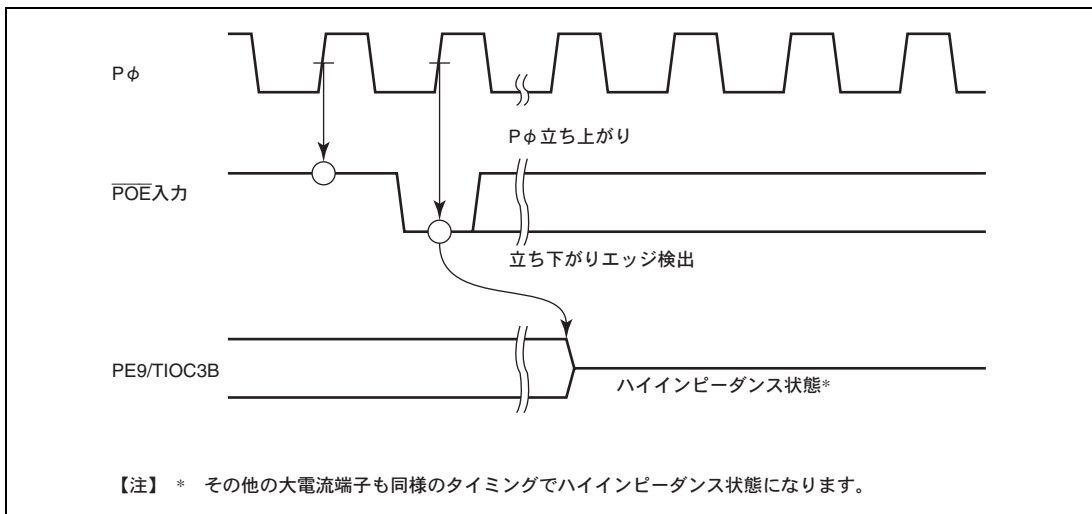 Pφ
Pφ立ち上がり
POE入力
立ち下がりエッジ検出
PE9/TIOC3B
ハイインピーダンス状態*
【注】 * その他の大電流端子も同様のタイミングでハイインピーダンス状態になります。